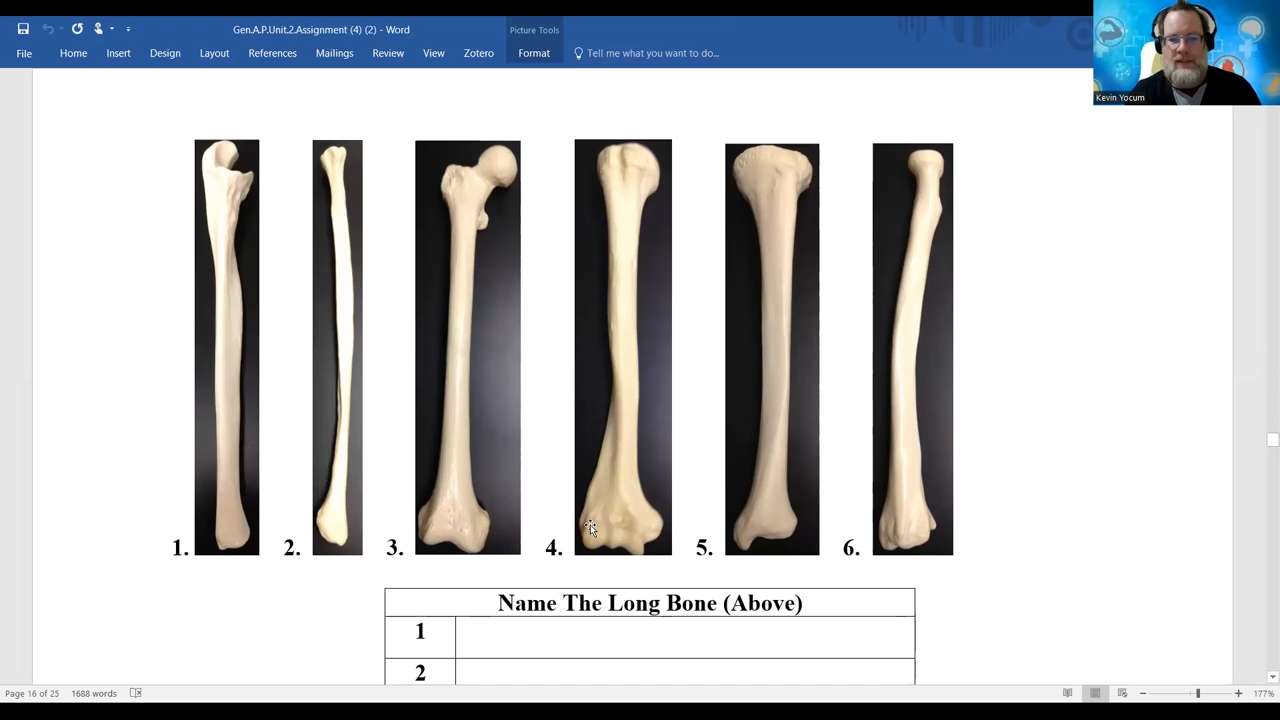 Gen.A.P.Unit.2.Assignment (4) (2) - Word
Picture Tools
File Home Insert Design Layout References Mailings Review View Zotero Format Tell me what you want to do...
Kevin Yocum
1. 2. 3. 4. 5. 6.
Name The Long Bone (Above)
1
2
Page 16 of 25 1688 words 177%